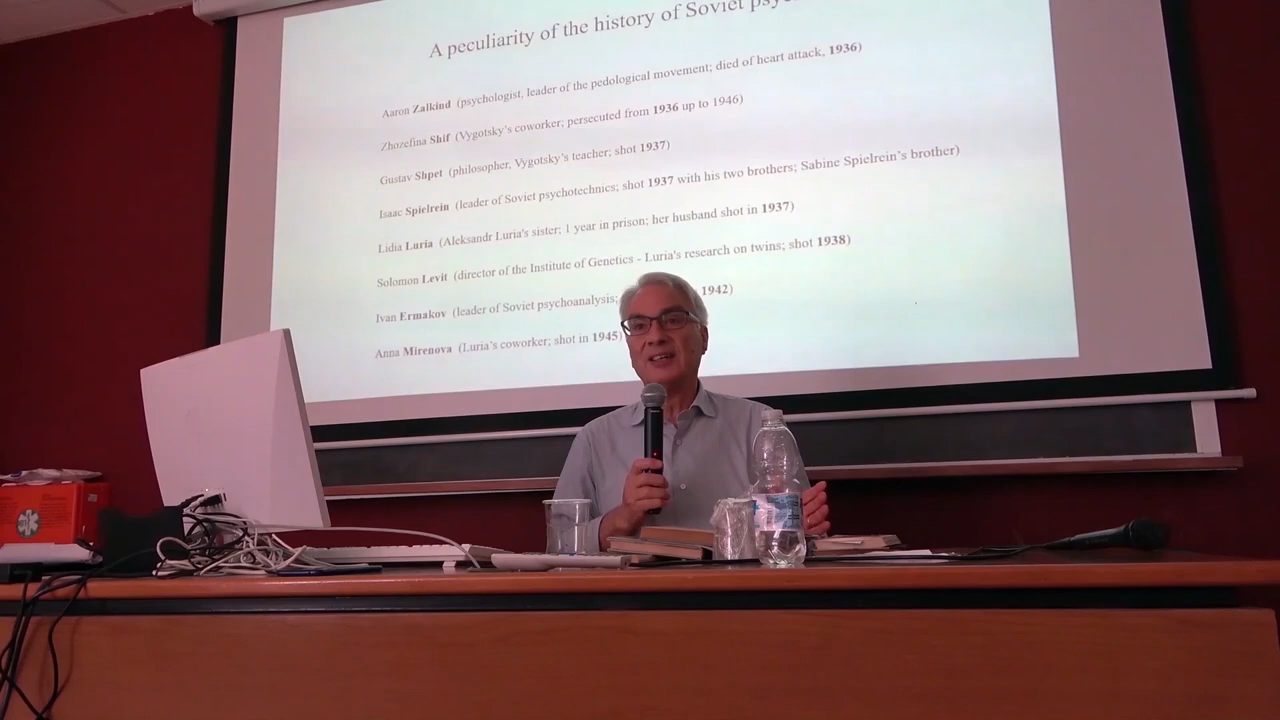 A peculiarity of the history of Soviet
Aaron Zalkind (psychologist, leader of the pedological movement; died of heart attack, 1936)
Zhozefina Shif (Vygotsky's coworker; persecuted from 1936 up to 1946)
Gustav Shpet (philosopher, Vygotsky's teacher; shot 1937)
Isaac Spielrein (leader of Soviet psychotechnics; shot 1937 with his two brothers; Sabine Spielrein's brother)
Lidia Luria (Aleksandr Luria's sister; 1 year in prison; her husband shot in 1937)
Solomon Levit (director of the Institute of Genetics - Luria's research on twins; shot 1938)
Ivan Ermakov (leader of Soviet psychoanalysis; 1942)
Anna Mirenova (Luria's coworker; shot in 1945)